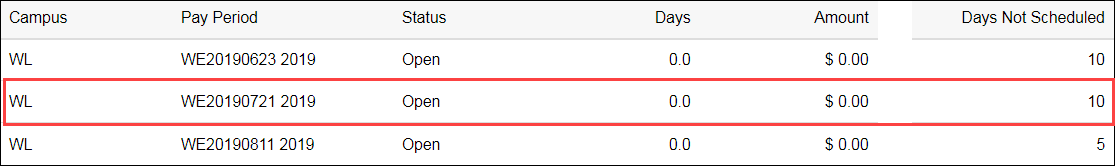 Campus Pay Period Status Days Amount Days Not Scheduled
WL WE20190623 2019 Open 0.0 $ 0.00 10
WL WE20190721 2019 Open 0.0 $ 0.00 10
WL WE20190811 2019 Open 0.0 $ 0.00 5